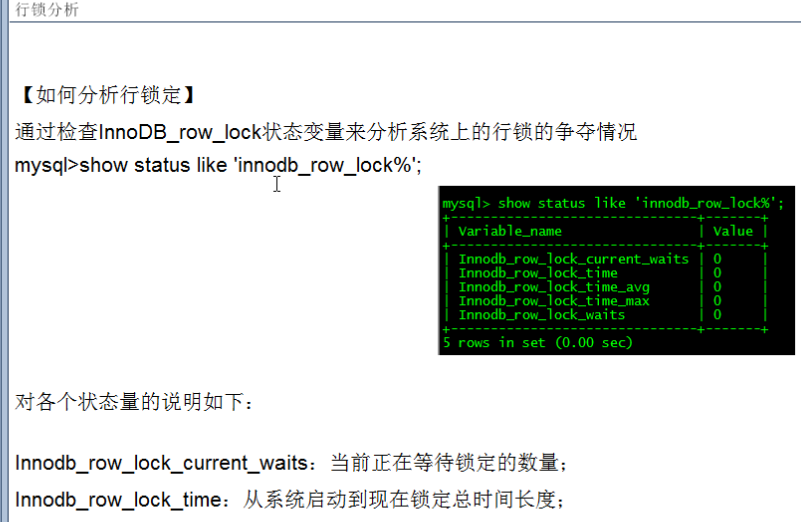 行锁分析
【如何分析行锁定】
通过检查InnoDB_row_lock状态变量来分析系统上的行锁的争夺情况
mysql>show status like 'innodb_row_lock%';
mysql> show status like 'innodb_row_lock%';
+-------------------------------+-------+
| Variable_name                 | Value |
+-------------------------------+-------+
| Innodb_row_lock_current_waits | 0     |
| Innodb_row_lock_time          | 0     |
| Innodb_row_lock_time_avg      | 0     |
| Innodb_row_lock_time_max      | 0     |
| Innodb_row_lock_waits         | 0     |
+-------------------------------+-------+
5 rows in set (0.00 sec)
对各个状态量的说明如下：
Innodb_row_lock_current_waits：当前正在等待锁定的数量；
Innodb_row_lock_time：从系统启动到现在锁定总时间长度；